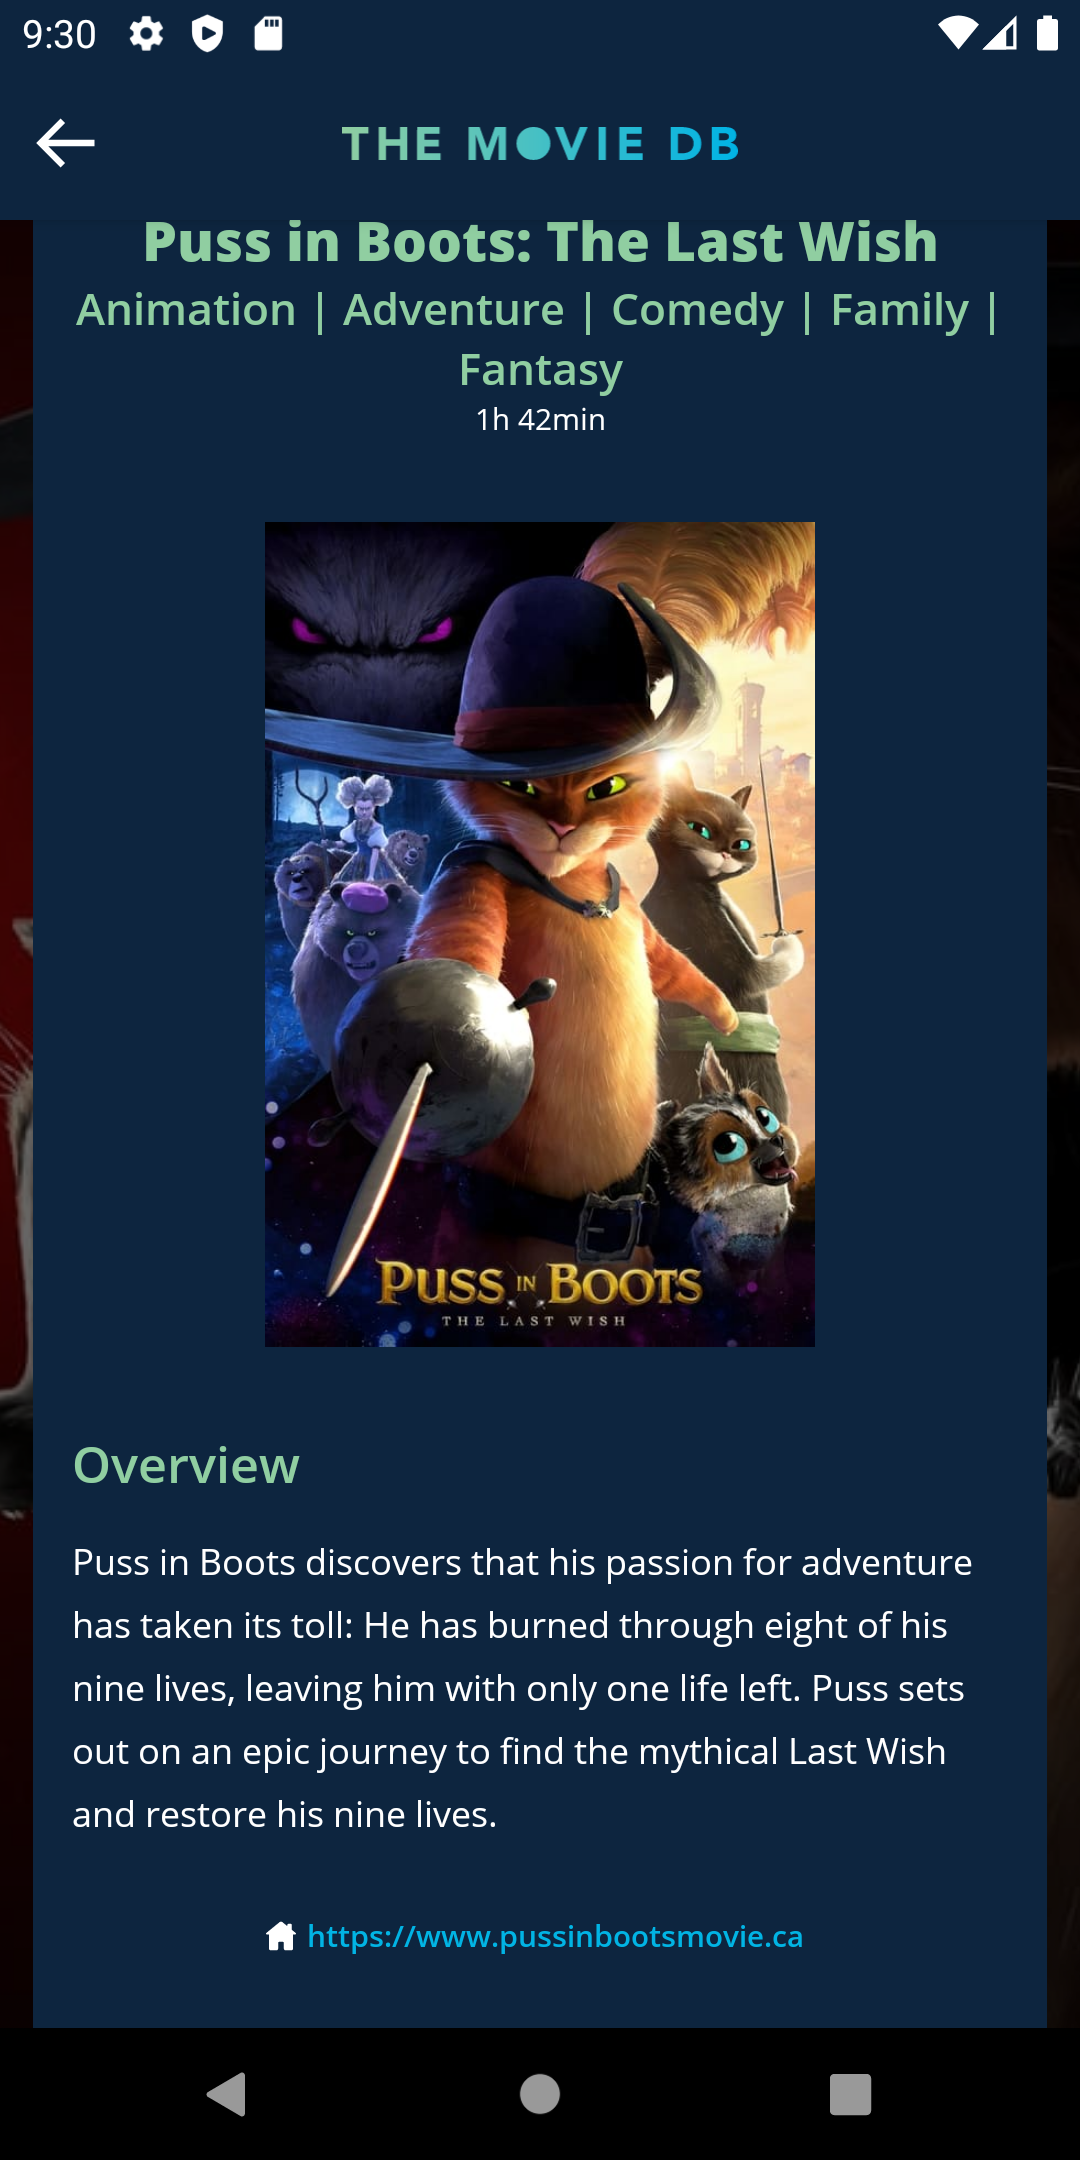 9:30
THE MOVIE DB
Puss in Boots: The Last Wish
Animation | Adventure | Comedy | Family |
Fantasy
1h 42min
PUSS IN BOOTS
THE LAST WISH
Overview
Puss in Boots discovers that his passion for adventure
has taken its toll: He has burned through eight of his
nine lives, leaving him with only one life left. Puss sets
out on an epic journey to find the mythical Last Wish
and restore his nine lives.
https://www.pussinbootsmovie.ca